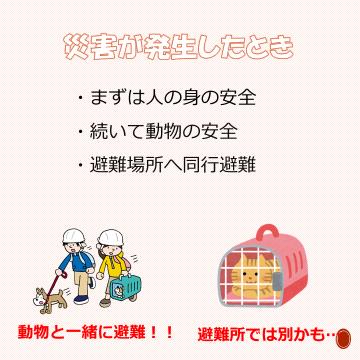 災害が発生したとき
・まずは人の身の安全
・続いて動物の安全
・避難場所へ同行避難
動物と一緒に避難！！
避難所では別かも…